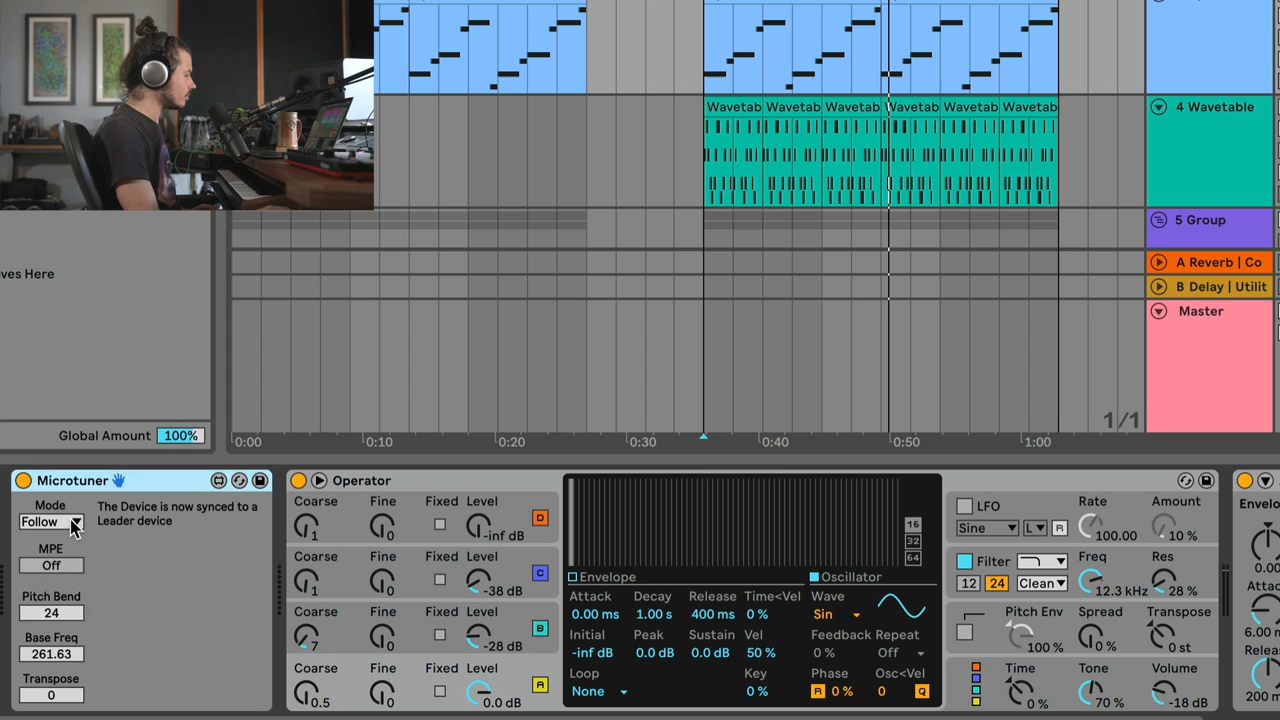 Wavetab Wavetab Wavetab Wavetab Wavetab Wavetab
4 Wavetable
5 Group
A Reverb | Co
B Delay | Utilit
Master
oves Here
1/1
Global Amount 100%
0:00 0:10 0:20 0:30 0:40 0:50 1:00
Microtuner
Mode
Follow
The Device is now synced to a
Leader device
MPE
Off
Pitch Bend
24
Base Freq
261.63
Transpose
0
Operator
Coarse Fine Fixed Level
1 0 -inf dB D
Coarse Fine Fixed Level
1 0 -38 dB C
Coarse Fine Fixed Level
7 0 -28 dB B
Coarse Fine Fixed Level
0.5 0 0.0 dB A
16
32
64
Envelope Oscillator
Attack Decay Release Time<Vel Wave
0.00 ms 1.00 s 400 ms 0 % Sin
Initial Peak Sustain Vel Feedback Repeat
-inf dB 0.0 dB 0.0 dB 50 % 0 % Off
Loop Key Phase Osc<Vel
None 0 % R 0 % 0 Q
LFO Rate Amount
Sine L R 100.00 10 %
Filter Freq Res
12 24 Clean 12.3 kHz 28 %
Pitch Env Spread Transpose
100 % 0 % 0 st
Time Tone Volume
0 % 70 % -18 dB
Envelo
0.00
Attac
6.00 m
Releas
200 m